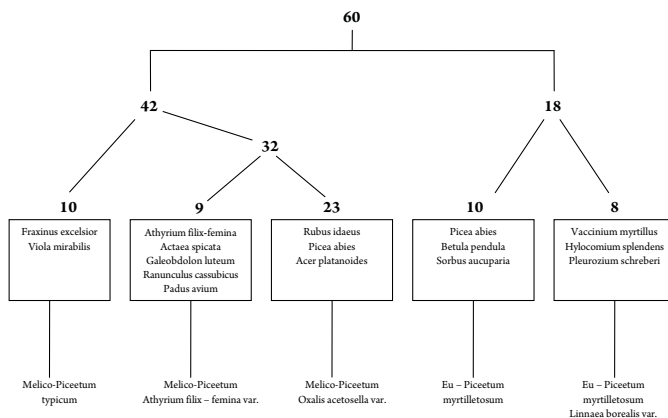 60
42
18
32
10
9
23
10
8
Fraxinus excelsior
Viola mirabilis
Athyrium filix-femina
Actaea spicata
Galeobdolon luteum
Ranunculus cassubicus
Padus avium
Rubus idaeus
Picea abies
Acer platanoides
Picea abies
Betula pendula
Sorbus aucuparia
Vaccinium myrtillus
Hylocomium splendens
Pleurozium schreberi
Melico-Piceetum
typicum
Melico-Piceetum
Athyrium filix – femina var.
Melico-Piceetum
Oxalis acetosella var.
Eu – Piceetum
myrtilletosum
Eu – Piceetum
myrtilletosum
Linnaea borealis var.